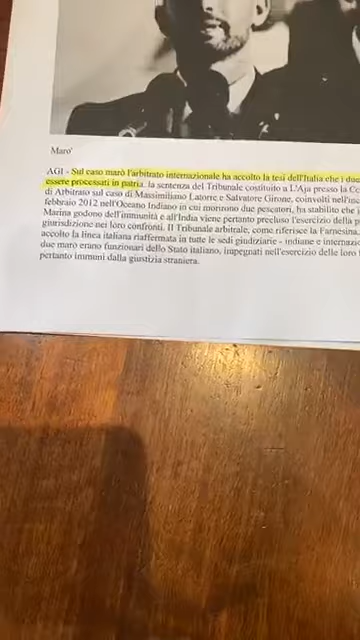 Maro'
AGI - Sul caso marò l'arbitrato internazionale ha accolto la tesi dell'Italia che i due
essere processati in patria. la sentenza del Tribunale costituito a L'Aja presso la Co
di Arbitrato sul caso di Massimiliano Latorre e Salvatore Girone, coinvolti nell'inc
febbraio 2012 nell'Oceano Indiano in cui morirono due pescatori, ha stabilito che i
Marina godono dell'immunità e all'India viene pertanto precluso l'esercizio della p
giurisdizione nei loro confronti. Il Tribunale arbitrale, come riferisce la Farnesina,
accolto la linea italiana riaffermata in tutte le sedi giudiziarie - indiane e internazio
due marò erano funzionari dello Stato italiano, impegnati nell'esercizio delle loro
pertanto immuni dalla giustizia straniera.